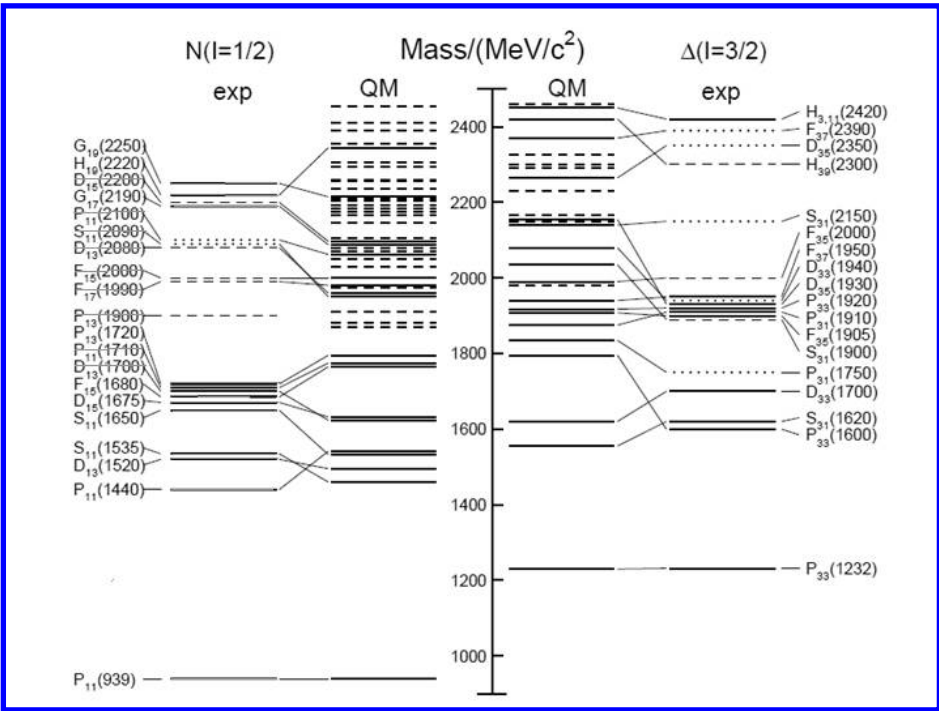 N(I=1/2) Mass/(MeV/c²) Δ(I=3/2)
exp QM QM exp
G₁₉(2250)
H₁₉(2220)
D₁₅(2200)
G₁₇(2190)
P₁₁(2100)
S₁₁(2090)
D₁₃(2080)
F₁₅(2000)
F₁₇(1990)
P₁₃(1900)
P₁₃(1720)
P₁₁(1710)
D₁₃(1700)
F₁₅(1680)
D₁₅(1675)
S₁₁(1650)
S₁₁(1535)
D₁₃(1520)
P₁₁(1440)
P₁₁(939)
2400
2200
2000
1800
1600
1400
1200
1000
H₃,₁₁(2420)
F₃₇(2390)
D₃₅(2350)
H₃₉(2300)
S₃₁(2150)
F₃₅(2000)
F₃₇(1950)
D₃₃(1940)
D₃₅(1930)
P₃₃(1920)
P₃₁(1910)
F₃₅(1905)
S₃₁(1900)
P₃₁(1750)
D₃₃(1700)
S₃₁(1620)
P₃₃(1600)
P₃₃(1232)